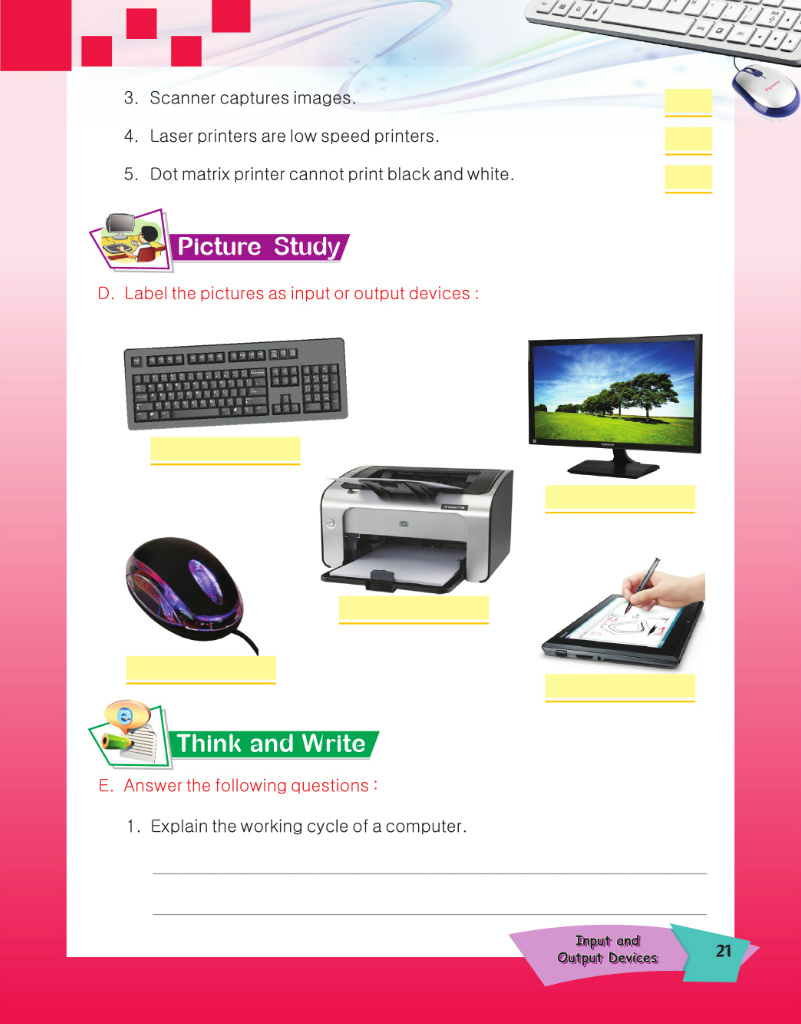 3. Scanner captures images.
4. Laser printers are low speed printers.
5. Dot matrix printer cannot print black and white.
Picture Study
D. Label the pictures as input or output devices :
Think and Write
E. Answer the following questions :
1. Explain the working cycle of a computer.
Input and
Output Devices
21